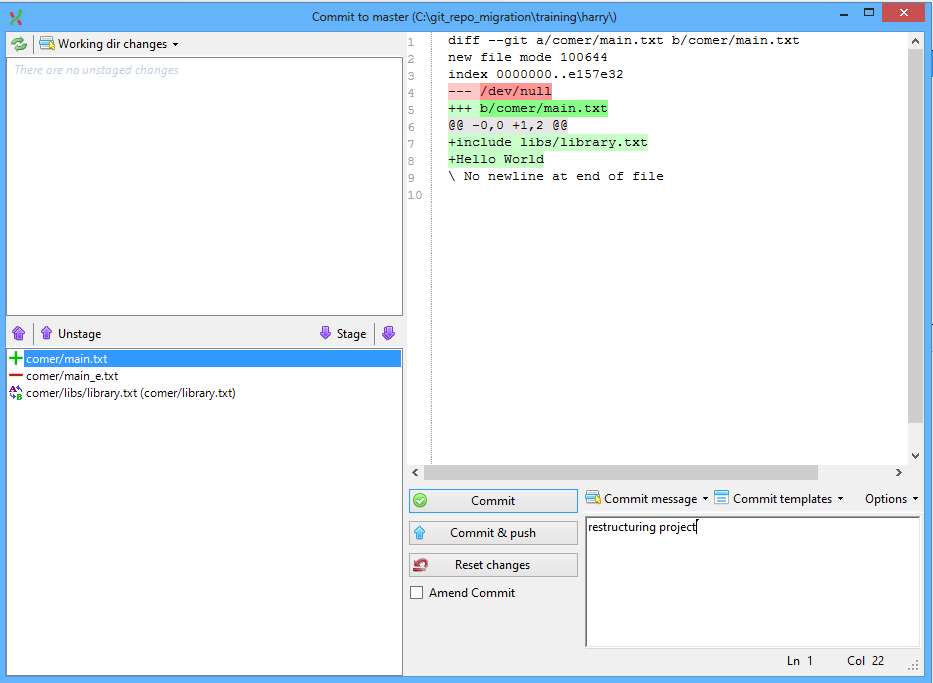 Commit to master (C:\git_repo_migration\training\harry\)
Working dir changes
There are no unstaged changes
Unstage
Stage
comer/main.txt
comer/main_e.txt
comer/libs/library.txt (comer/library.txt)
1 diff --git a/comer/main.txt b/comer/main.txt
2 new file mode 100644
3 index 0000000..e157e32
4 --- /dev/null
5 +++ b/comer/main.txt
6 @@ -0,0 +1,2 @@
7 +include libs/library.txt
8 +Hello World
9 \ No newline at end of file
10
Commit
Commit & push
Reset changes
Amend Commit
Commit message
Commit templates
Options
restructuring project
Ln 1
Col 22